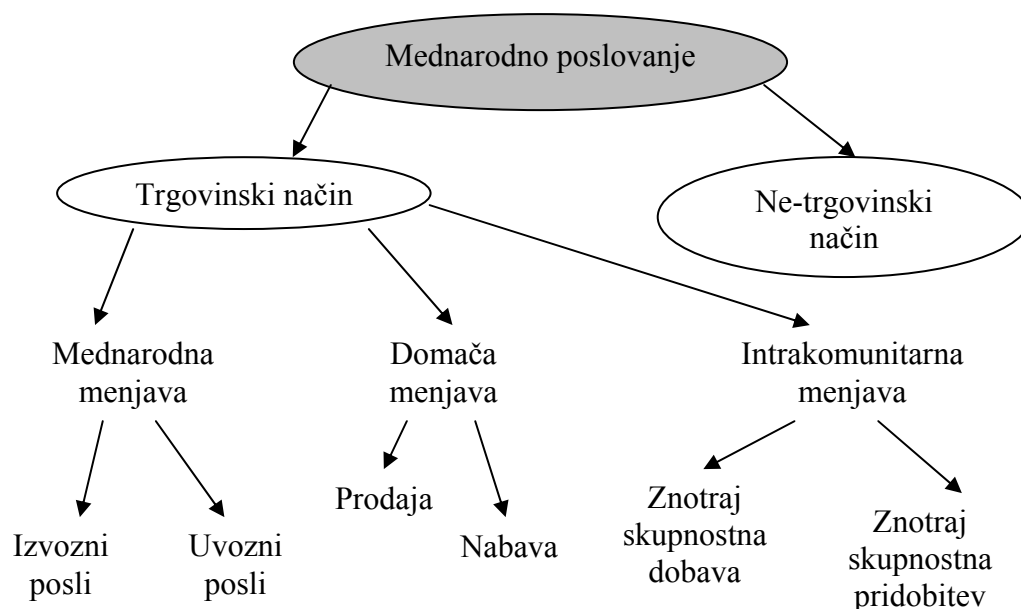 Mednarodno poslovanje
Trgovinski način
Ne-trgovinski
način
Mednarodna
menjava
Domača
menjava
Intrakomunitarna
menjava
Izvozni
posli
Uvozni
posli
Prodaja
Nabava
Znotraj
skupnostna
dobava
Znotraj
skupnostna
pridobitev